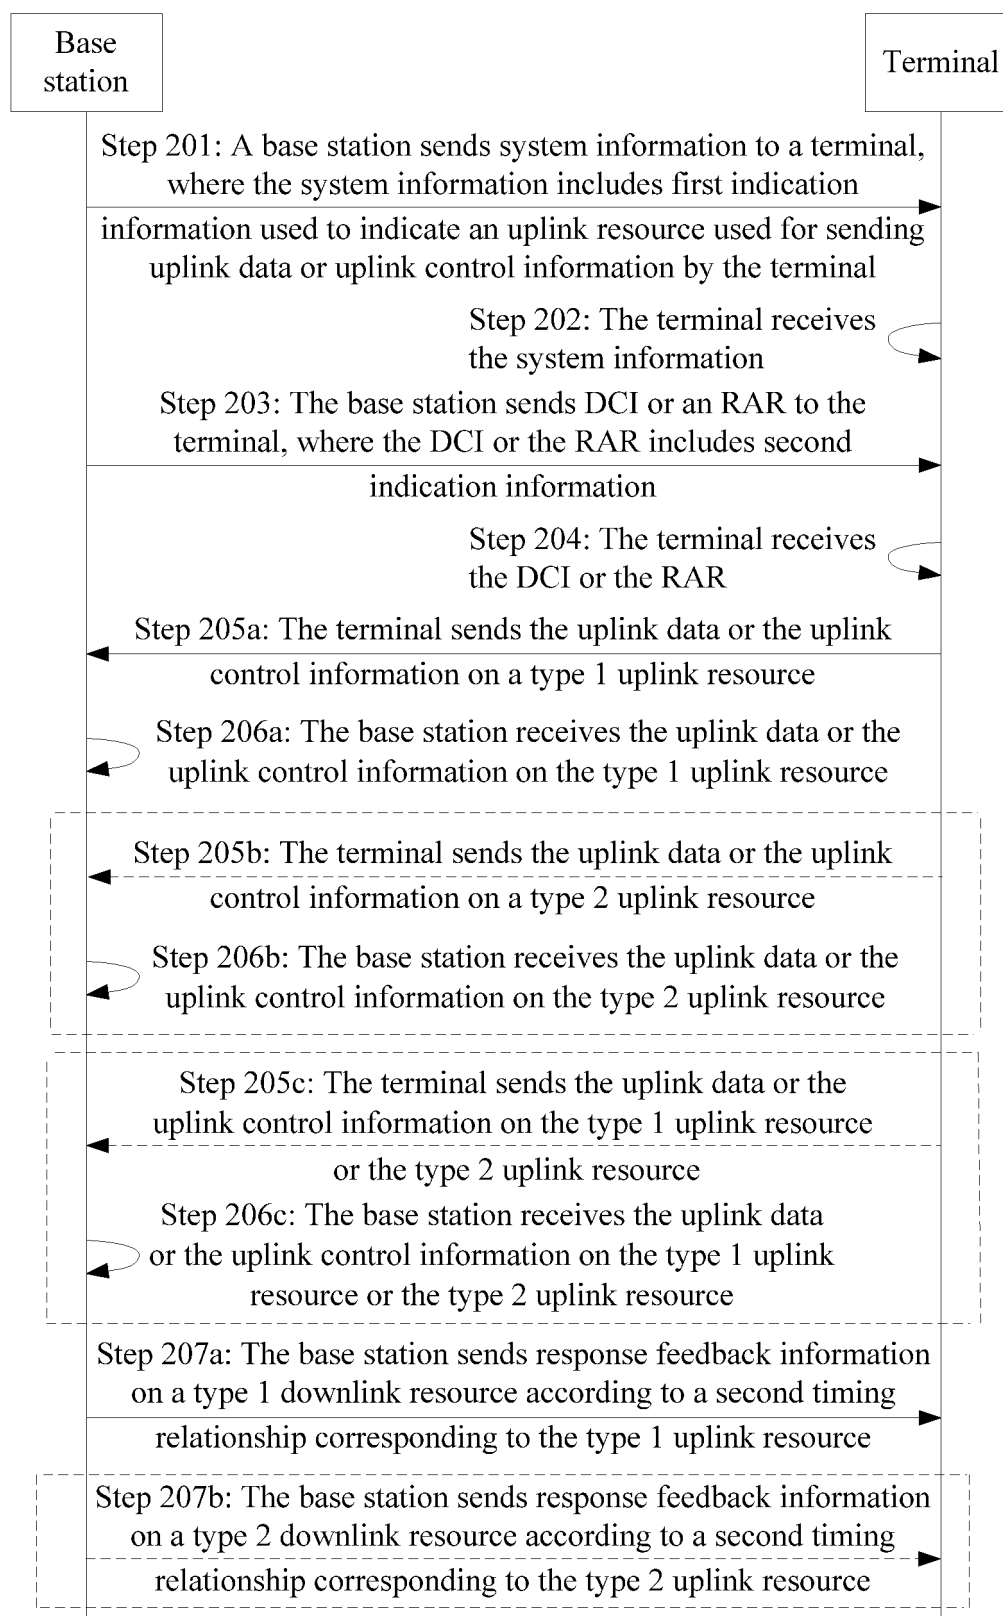 Base
station
Terminal
Step 201: A base station sends system information to a terminal,
where the system information includes first indication
information used to indicate an uplink resource used for sending
uplink data or uplink control information by the terminal
Step 202: The terminal receives
the system information
Step 203: The base station sends DCI or an RAR to the
terminal, where the DCI or the RAR includes second
indication information
Step 204: The terminal receives
the DCI or the RAR
Step 205a: The terminal sends the uplink data or the uplink
control information on a type 1 uplink resource
Step 206a: The base station receives the uplink data or the
uplink control information on the type 1 uplink resource
Step 205b: The terminal sends the uplink data or the uplink
control information on a type 2 uplink resource
Step 206b: The base station receives the uplink data or the
uplink control information on the type 2 uplink resource
Step 205c: The terminal sends the uplink data or the
uplink control information on the type 1 uplink resource
or the type 2 uplink resource
Step 206c: The base station receives the uplink data
or the uplink control information on the type 1 uplink
resource or the type 2 uplink resource
Step 207a: The base station sends response feedback information
on a type 1 downlink resource according to a second timing
relationship corresponding to the type 1 uplink resource
Step 207b: The base station sends response feedback information
on a type 2 downlink resource according to a second timing
relationship corresponding to the type 2 uplink resource